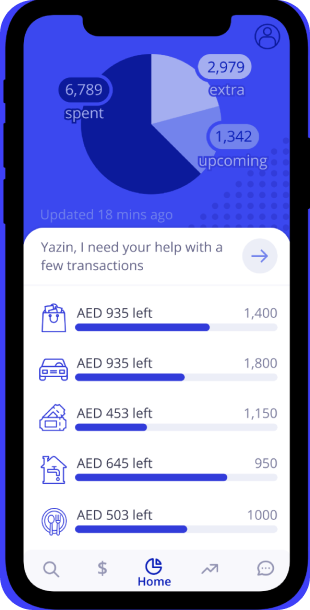 2,979
extra
6,789
spent
1,342
upcoming
Updated 18 mins ago
Yazin, I need your help with a
few transactions
AED 935 left 1,400
AED 935 left 1,800
AED 453 left 1,150
AED 645 left 950
AED 503 left 1000
$
Home